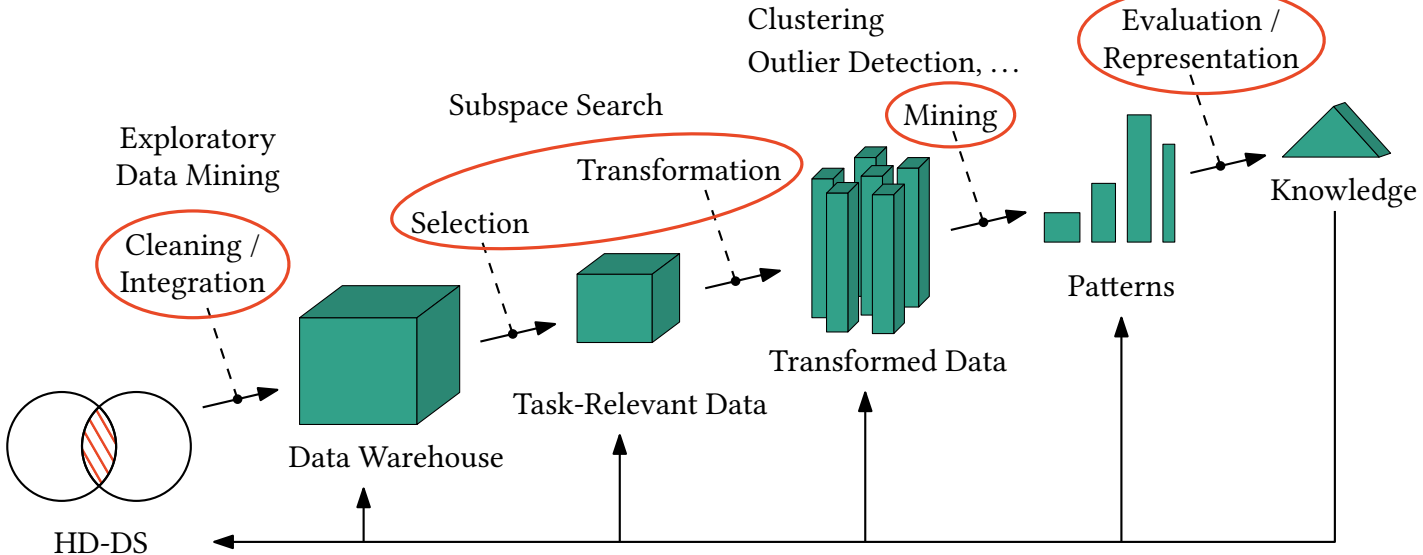 Clustering
Outlier Detection, …
Evaluation /
Representation
Subspace Search
Mining
Exploratory
Data Mining
Transformation
Knowledge
Selection
Cleaning /
Integration
Patterns
Transformed Data
Task-Relevant Data
Data Warehouse
HD-DS